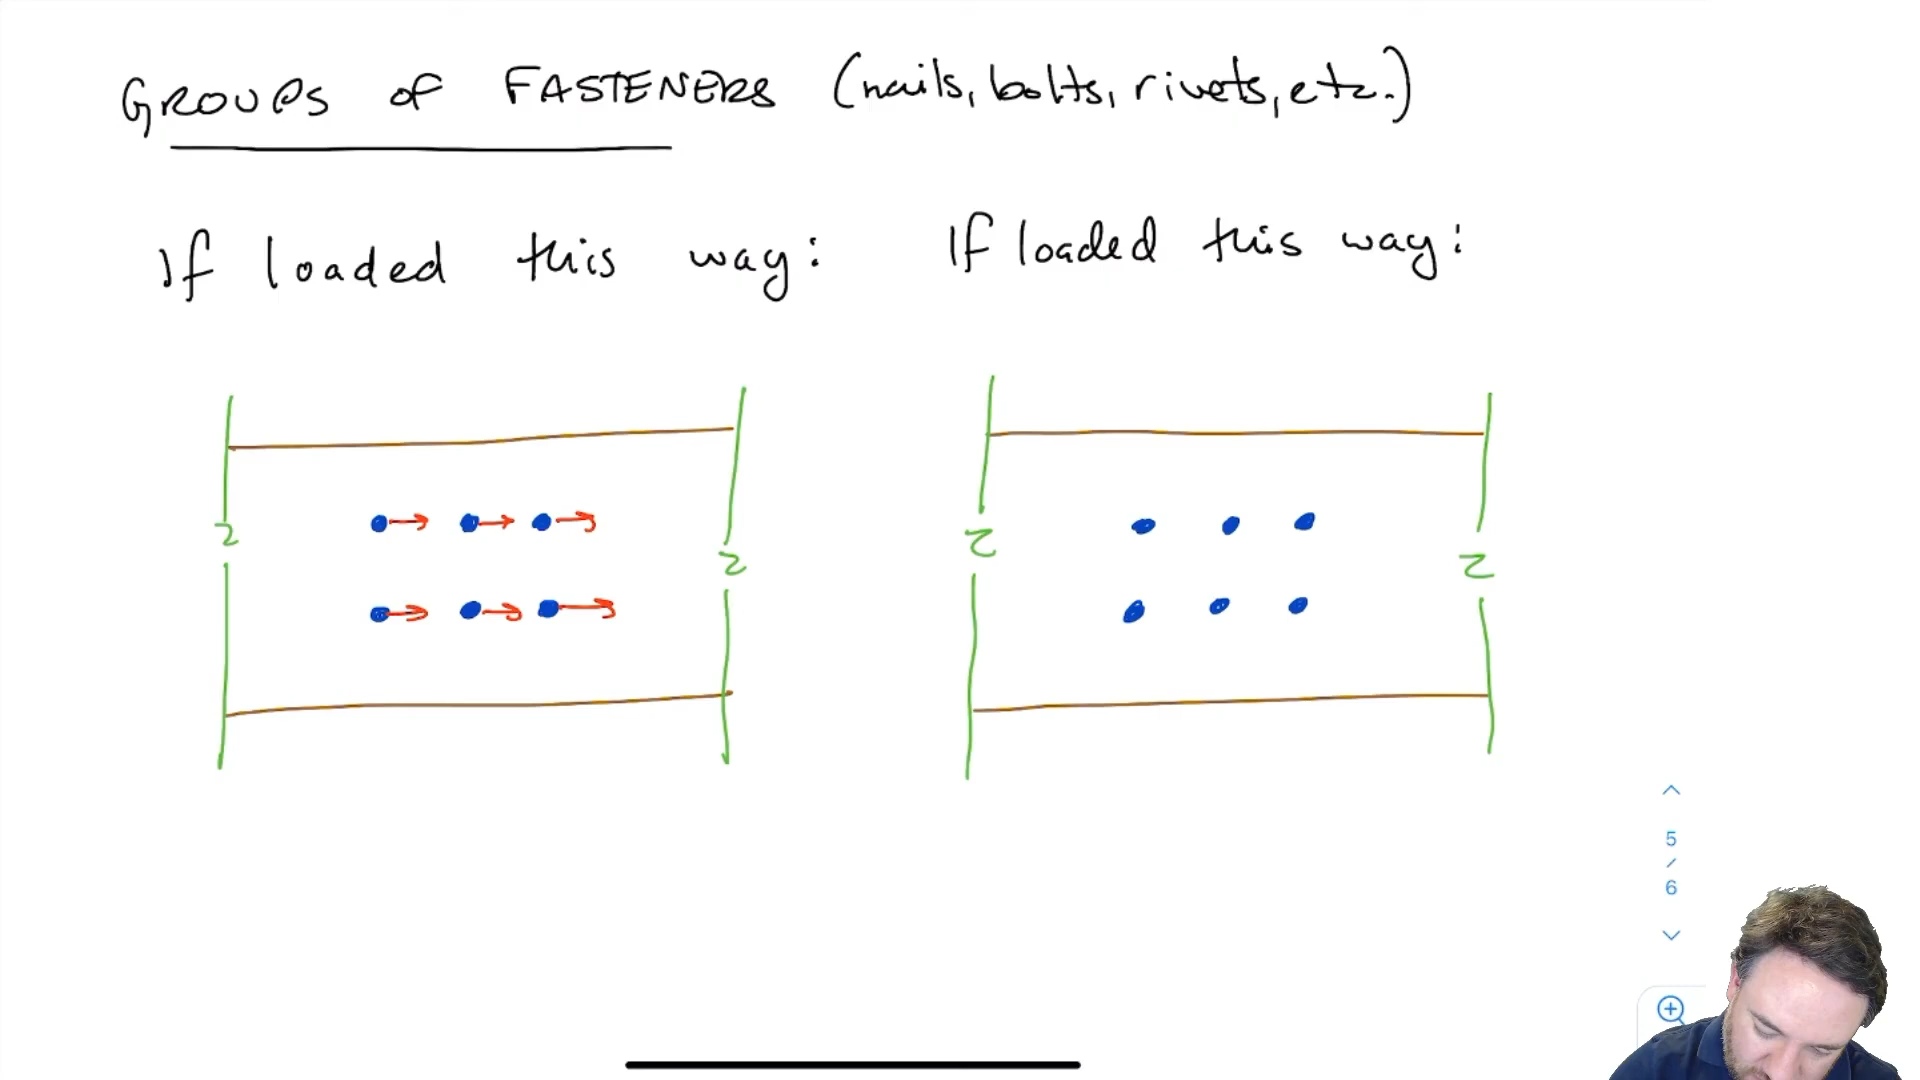 GROUPS of FASTENERS (nails, bolts, rivets, etc.)
If loaded this way:
If loaded this way:
5
/
6